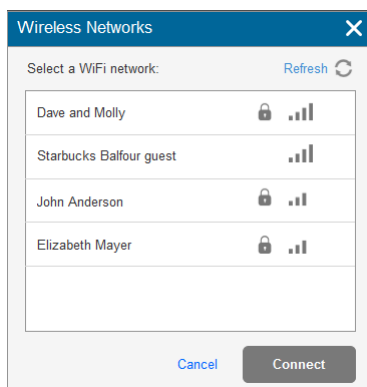 Wireless Networks
Select a WiFi network:
Refresh
Dave and Molly
Starbucks Balfour guest
John Anderson
Elizabeth Mayer
Cancel
Connect